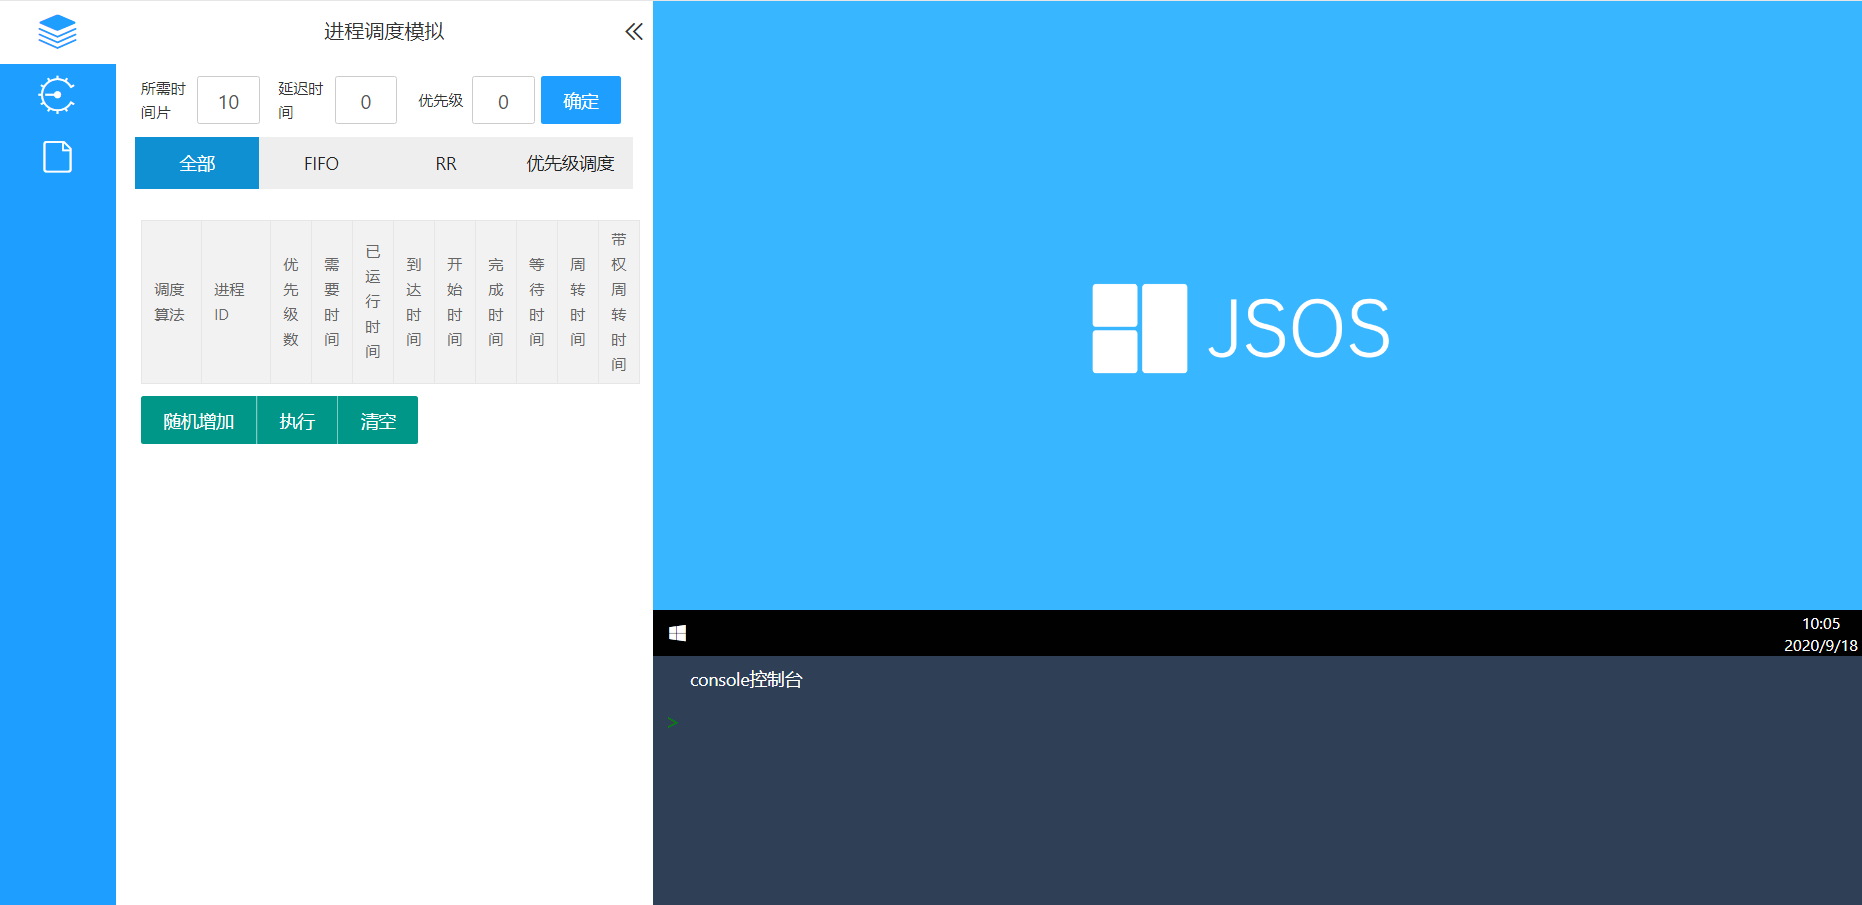 进程调度模拟
所需时
间片
10
延迟时
间
0
优先级
0
确定
全部
FIFO
RR
优先级调度
调度
算法
进程
ID
优
先
级
数
需
要
时
间
已
运
行
时
间
到
达
时
间
开
始
时
间
完
成
时
间
等
待
时
间
周
转
时
间
带
权
周
转
时
间
随机增加
执行
清空
JSOS
10:05
2020/9/18
console控制台
>